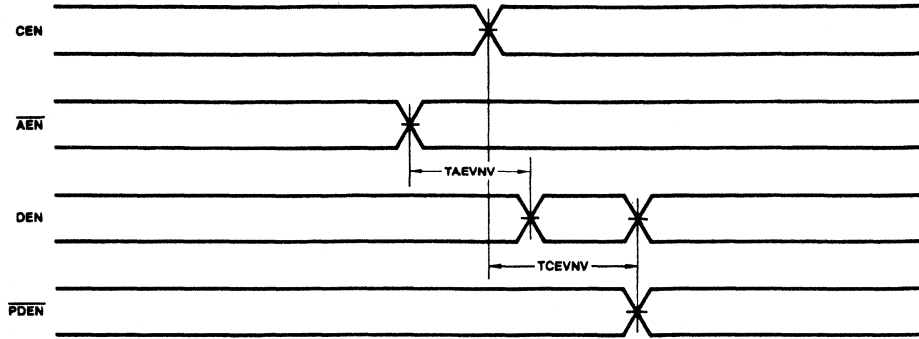 CEN
AEN
TAEVNV
DEN
TCEVNV
PDEN